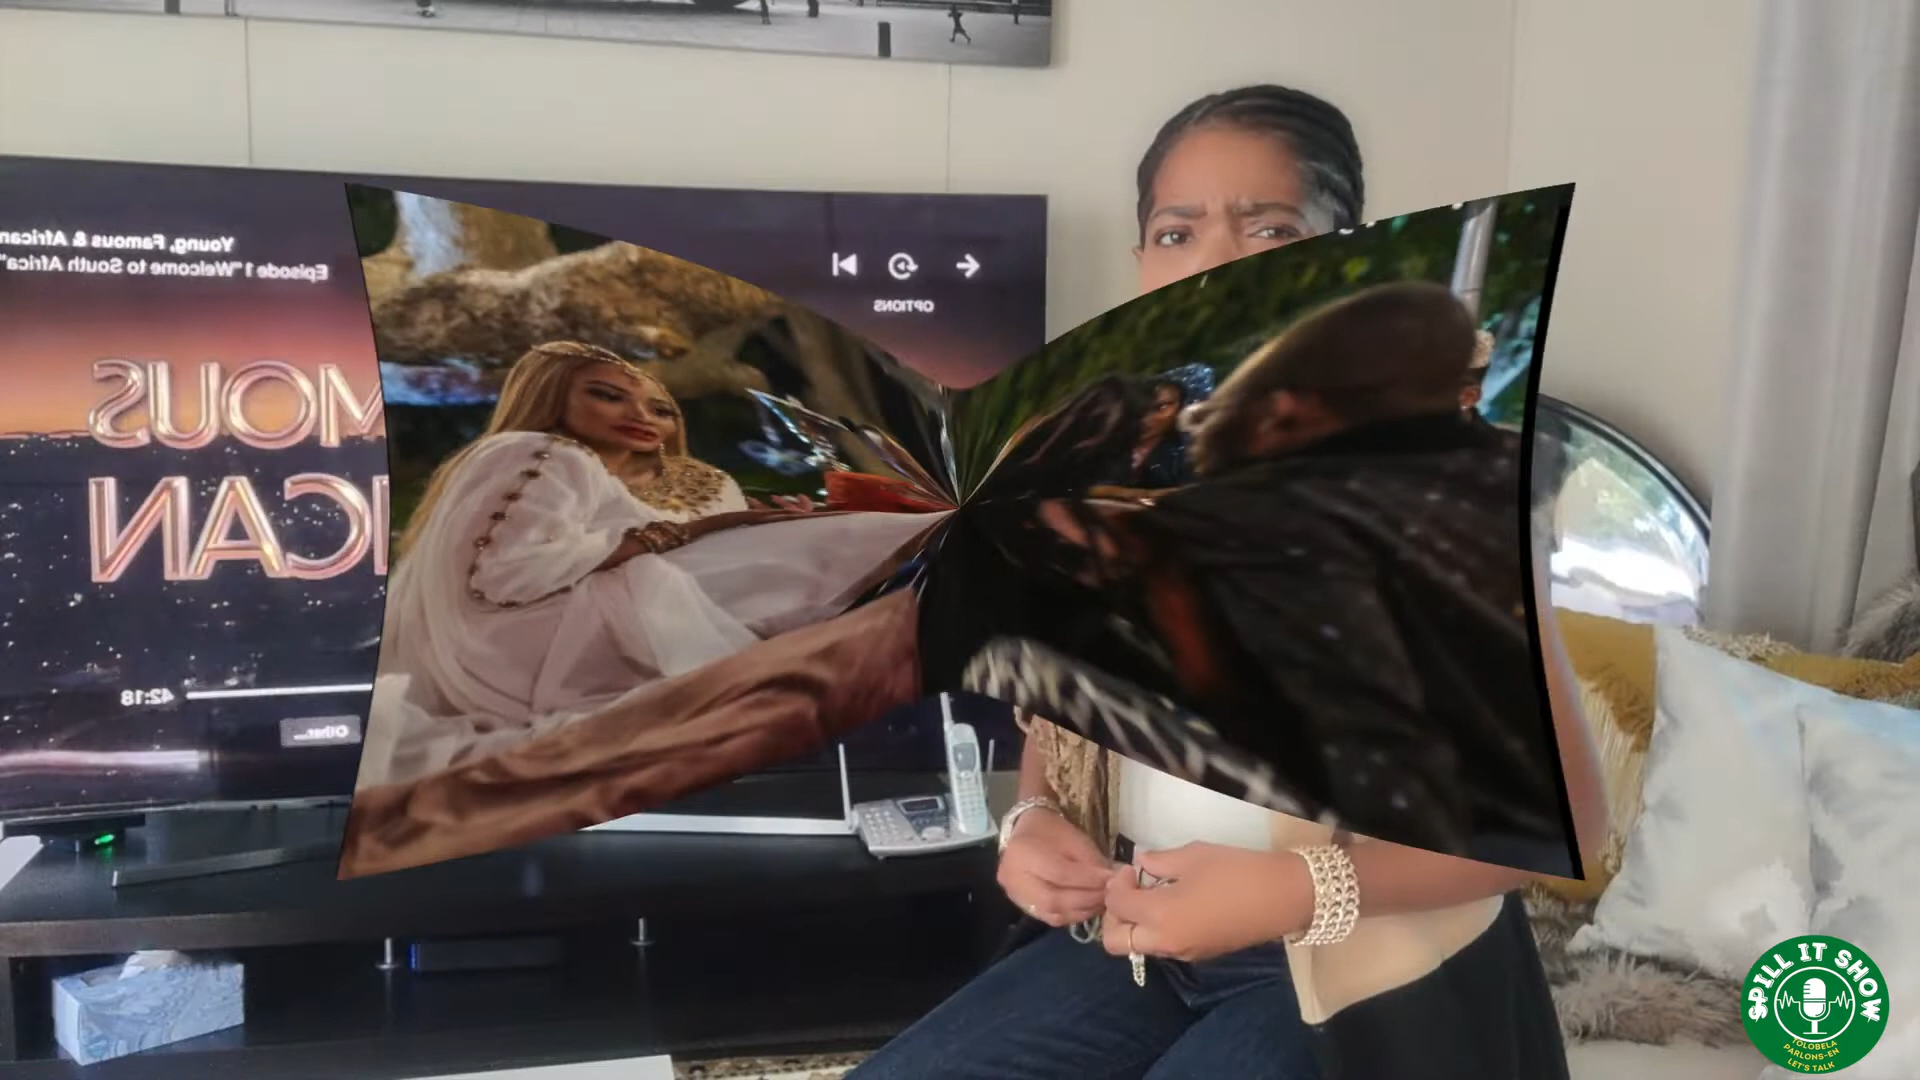 Young, Famous & African
Episode 1 "Welcome to South Africa"
OPTIONS
MOUS
ICAN
42:18
Other...
SPILL IT SHOW
TOLOBELA
PARLONS-EN
LET'S TALK